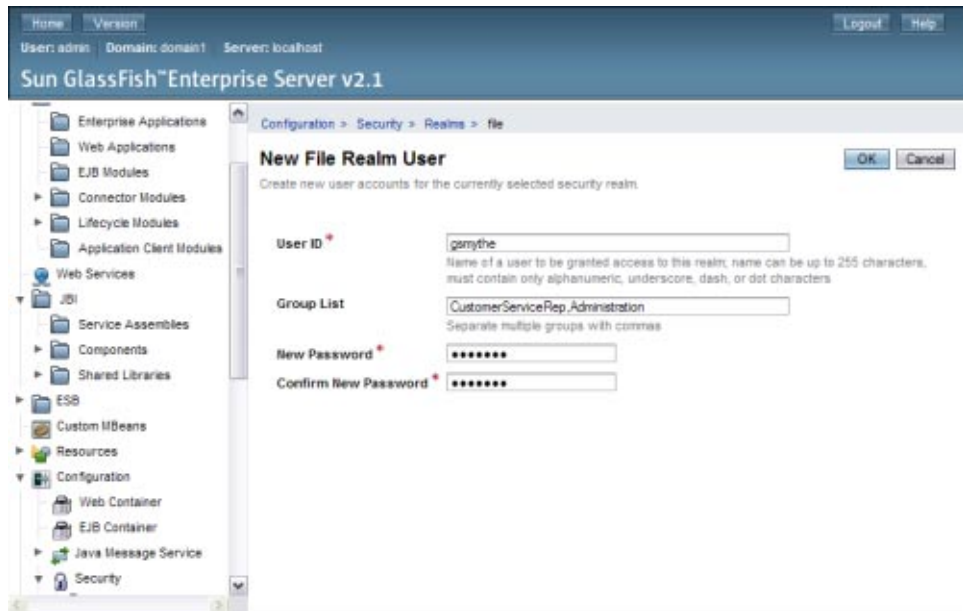 Home Version Logout Help
User: admin Domain: domain1 Server: localhost
Sun GlassFish™ Enterprise Server v2.1
Enterprise Applications
Web Applications
EJB Modules
Connector Modules
Lifecycle Modules
Application Client Modules
Web Services
JBI
Service Assemblies
Components
Shared Libraries
ESB
Custom MBeans
Resources
Configuration
Web Container
EJB Container
Java Message Service
Security
Configuration > Security > Realms > file
New File Realm User
OK Cancel
Create new user accounts for the currently selected security realm.
User ID * gsmythe
Name of a user to be granted access to this realm; name can be up to 255 characters,
must contain only alphanumeric, underscore, dash, or dot characters
Group List CustomerServiceRep,Administration
Separate multiple groups with commas
New Password * •••••••
Confirm New Password * •••••••